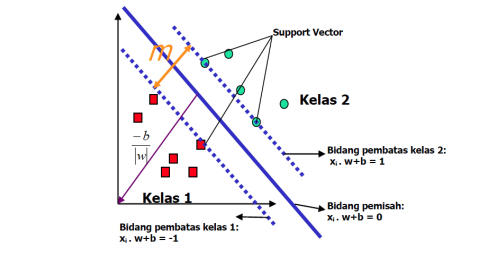 Support Vector
m
Kelas 2
-b
|w|
Bidang pembatas kelas 2:
xi . w+b = 1
Kelas 1
Bidang pemisah:
xi . w+b = 0
Bidang pembatas kelas 1:
xi . w+b = -1